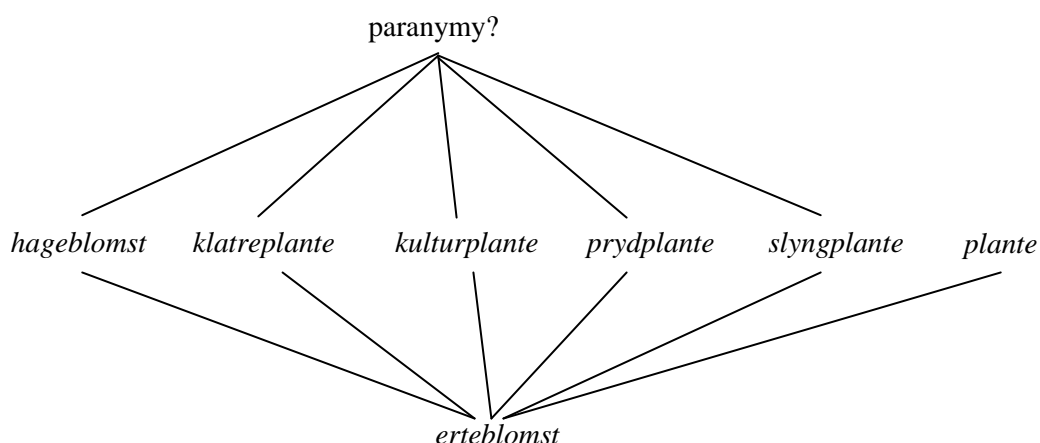 paranymy?
hageblomst klatreplante kulturplante prydplante slyngplante plante
erteblomst